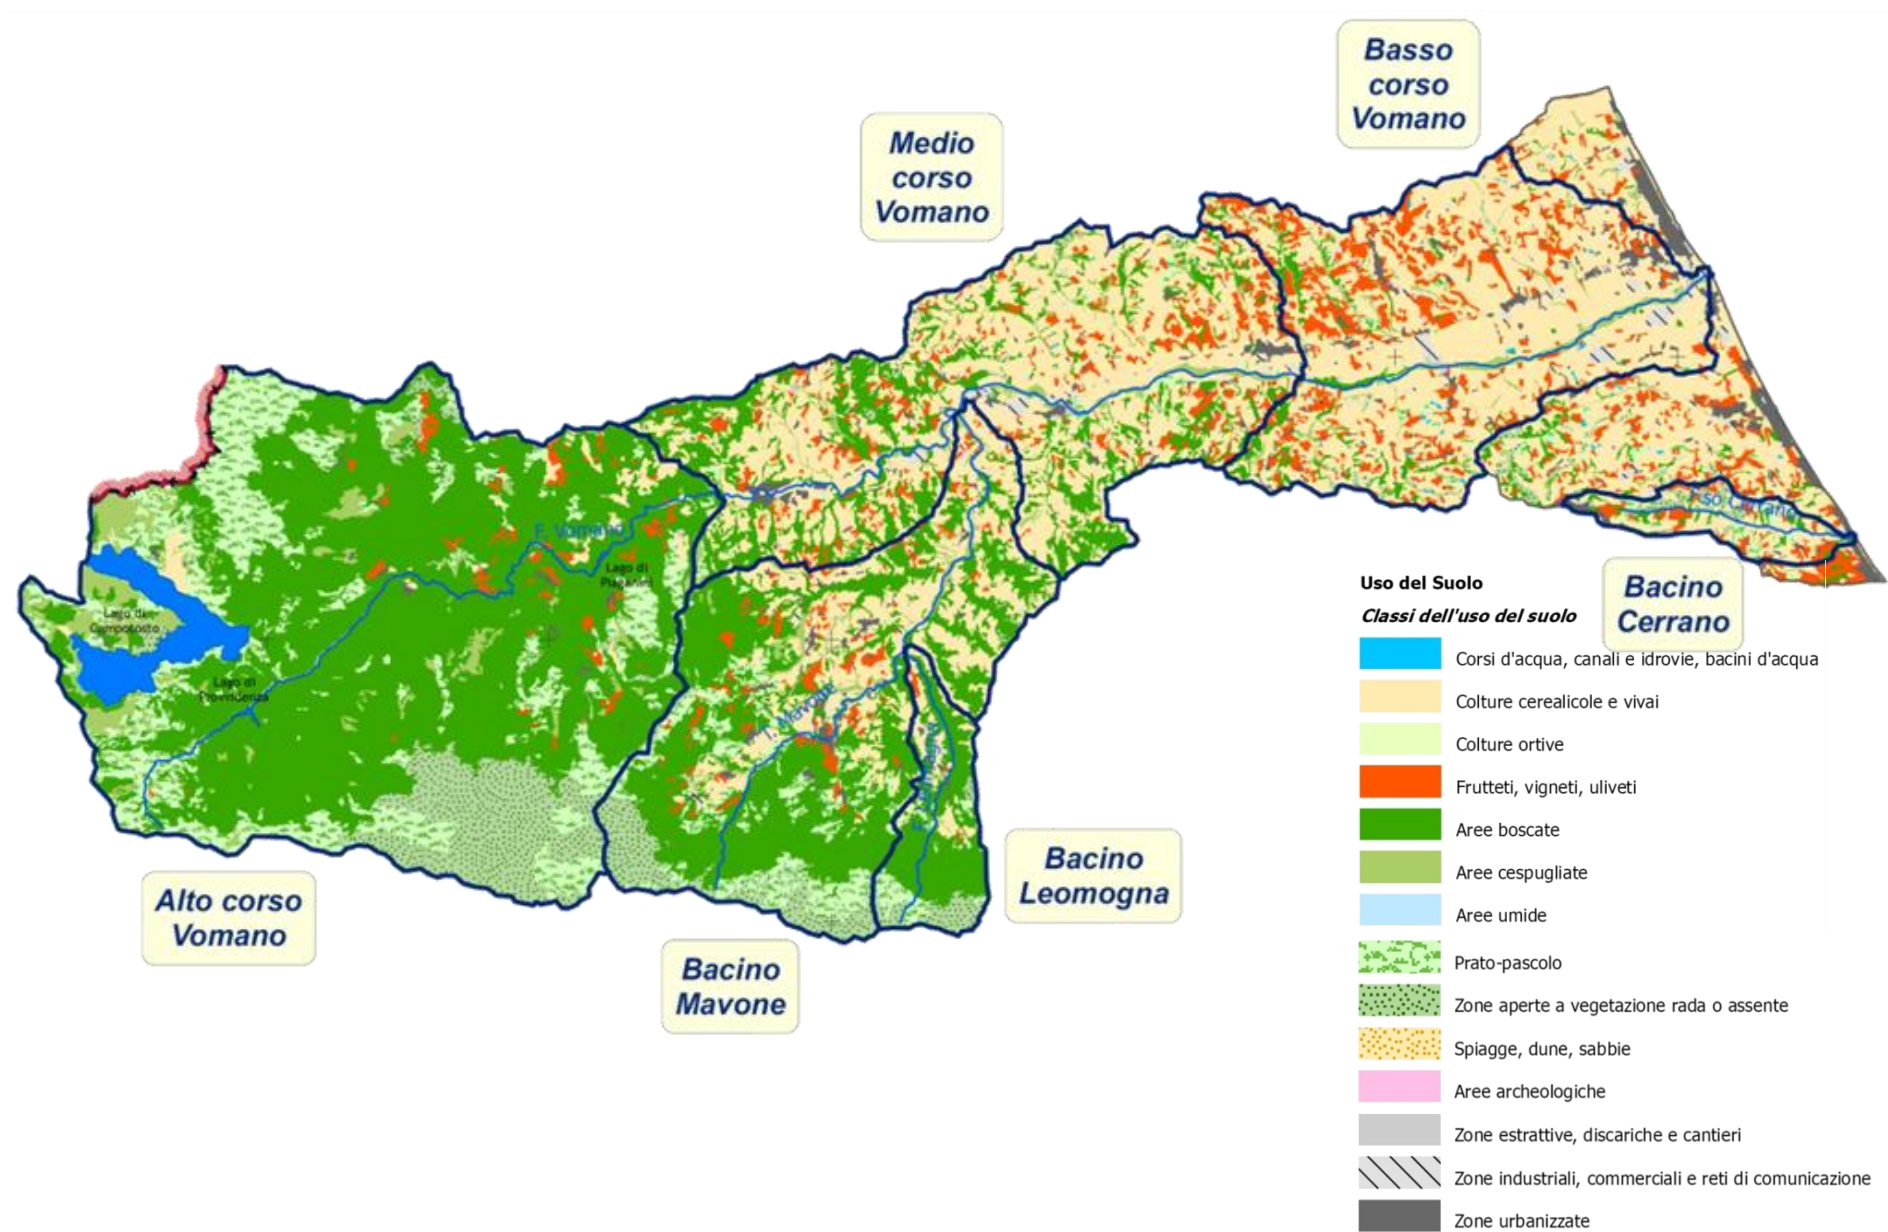 Basso
corso
Vomano
Medio
corso
Vomano
F. Vomano
Lago di
Piaganini
Lago di
Campotosto
Lago di
Provvidenza
T. Mavone
Alto corso
Vomano
Bacino
Mavone
Bacino
Leomogna
Bacino
Cerrano
Uso del Suolo
Classi dell'uso del suolo
Corsi d'acqua, canali e idrovie, bacini d'acqua
Colture cerealicole e vivai
Colture ortive
Frutteti, vigneti, uliveti
Aree boscate
Aree cespugliate
Aree umide
Prato-pascolo
Zone aperte a vegetazione rada o assente
Spiagge, dune, sabbie
Aree archeologiche
Zone estrattive, discariche e cantieri
Zone industriali, commerciali e reti di comunicazione
Zone urbanizzate